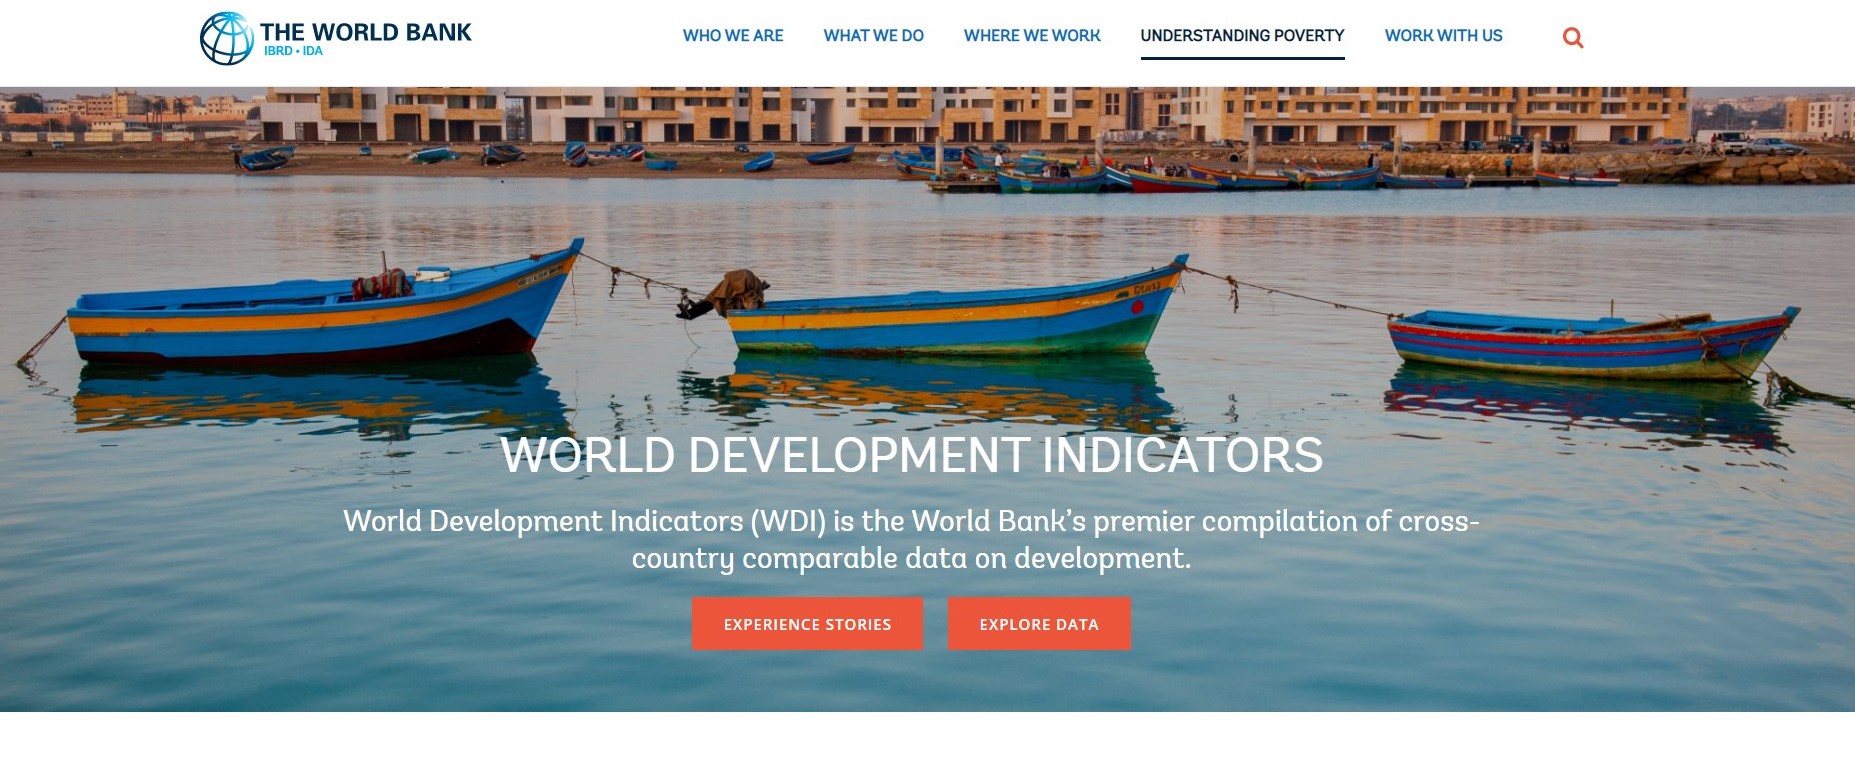 THE WORLD BANK
IBRD • IDA
WHO WE ARE
WHAT WE DO
WHERE WE WORK
UNDERSTANDING POVERTY
WORK WITH US
WORLD DEVELOPMENT INDICATORS
World Development Indicators (WDI) is the World Bank’s premier compilation of cross-
country comparable data on development.
EXPERIENCE STORIES
EXPLORE DATA